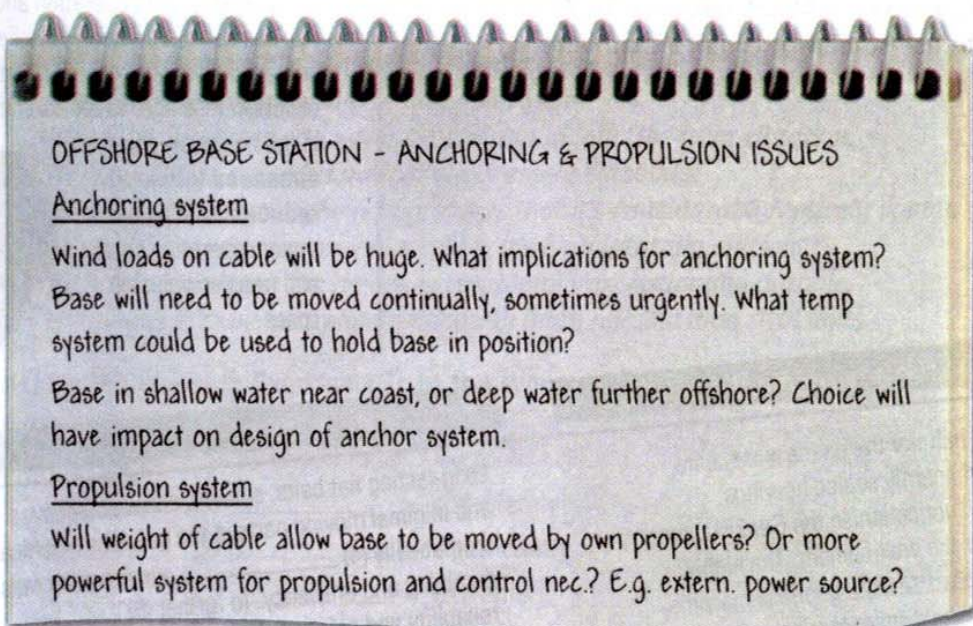 OFFSHORE BASE STATION - ANCHORING & PROPULSION ISSUES
Anchoring system
Wind loads on cable will be huge. What implications for anchoring system?
Base will need to be moved continually, sometimes urgently. What temp
system could be used to hold base in position?
Base in shallow water near coast, or deep water further offshore? Choice will
have impact on design of anchor system.
Propulsion system
Will weight of cable allow base to be moved by own propellers? Or more
powerful system for propulsion and control nec.? E.g. extern. power source?